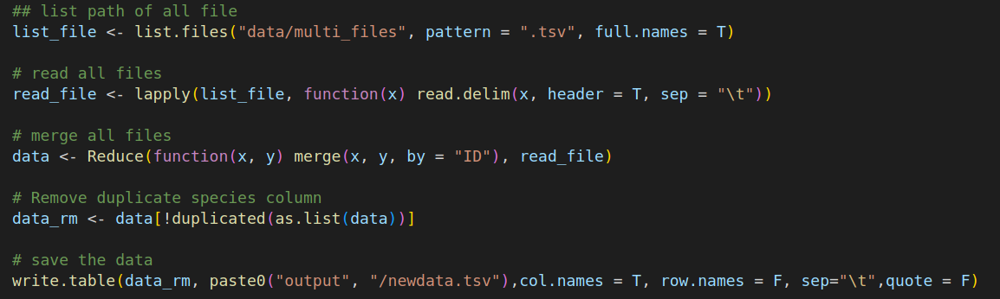 ## list path of all file
list_file <- list.files("data/multi_files", pattern = ".tsv", full.names = T)
# read all files
read_file <- lapply(list_file, function(x) read.delim(x, header = T, sep = "\t"))
# merge all files
data <- Reduce(function(x, y) merge(x, y, by = "ID"), read_file)
# Remove duplicate species column
data_rm <- data[!duplicated(as.list(data))]
# save the data
write.table(data_rm, paste0("output", "/newdata.tsv"),col.names = T, row.names = F, sep="\t",quote = F)